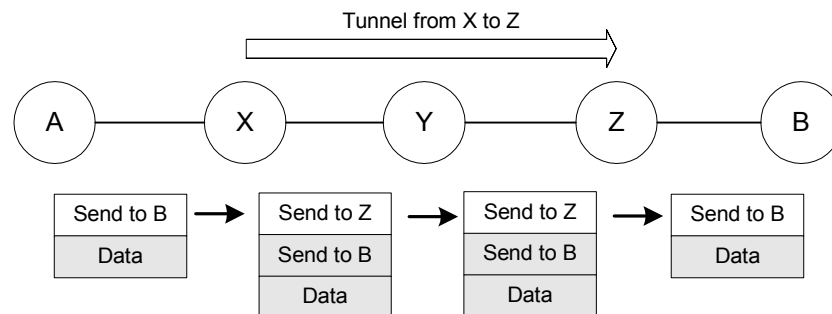 Tunnel from X to Z
A X Y Z B
Send to B Send to Z Send to Z Send to B
Data Send to B Send to B Data
Data Data